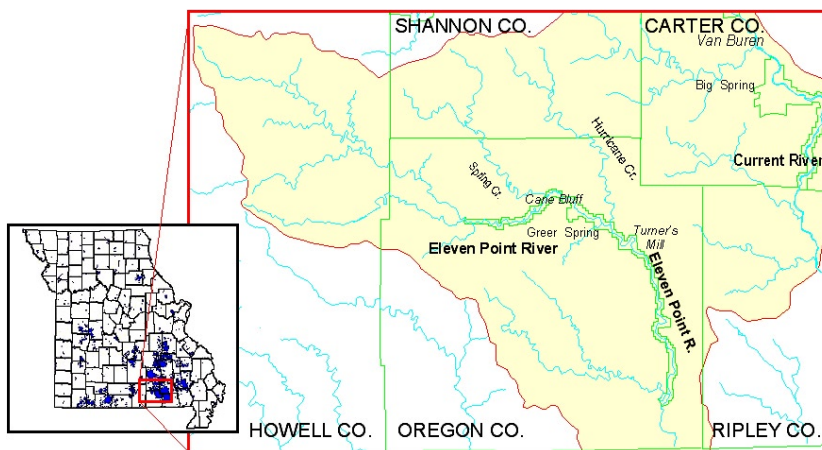 SHANNON CO.
CARTER CO.
Van Buren
Big Spring
Hurricane Cr.
Current River
Spring Cr.
Cane Bluff
Turner's
Mill
Greer Spring
Eleven Point River
Eleven Point R.
HOWELL CO.
OREGON CO.
RIPLEY CO.